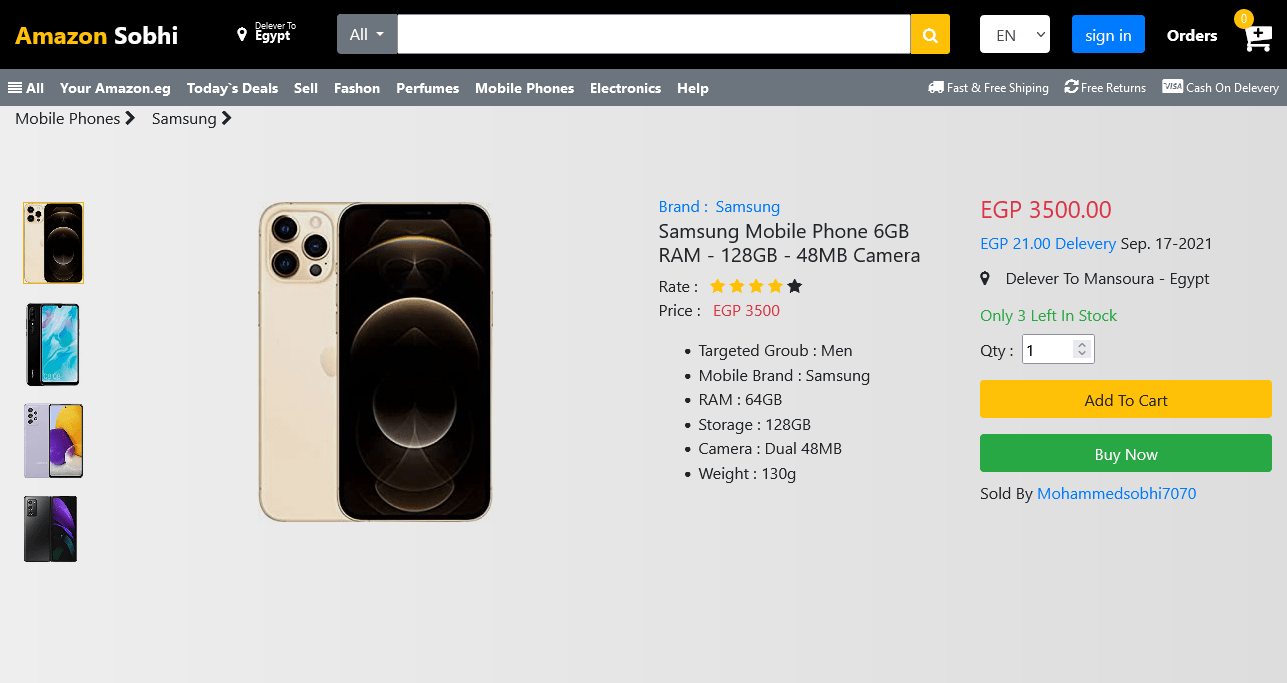 Amazon Sobhi
Delever To
Egypt
All
EN
sign in
Orders
0
All
Your Amazon.eg
Today`s Deals
Sell
Fashon
Perfumes
Mobile Phones
Electronics
Help
Fast & Free Shiping
Free Returns
VISA
Cash On Delevery
Mobile Phones
Samsung
Brand : Samsung
Samsung Mobile Phone 6GB
RAM - 128GB - 48MB Camera
Rate :
Price : EGP 3500
Targeted Groub : Men
Mobile Brand : Samsung
RAM : 64GB
Storage : 128GB
Camera : Dual 48MB
Weight : 130g
EGP 3500.00
EGP 21.00 Delevery Sep. 17-2021
Delever To Mansoura - Egypt
Only 3 Left In Stock
Qty : 1
Add To Cart
Buy Now
Sold By Mohammedsobhi7070